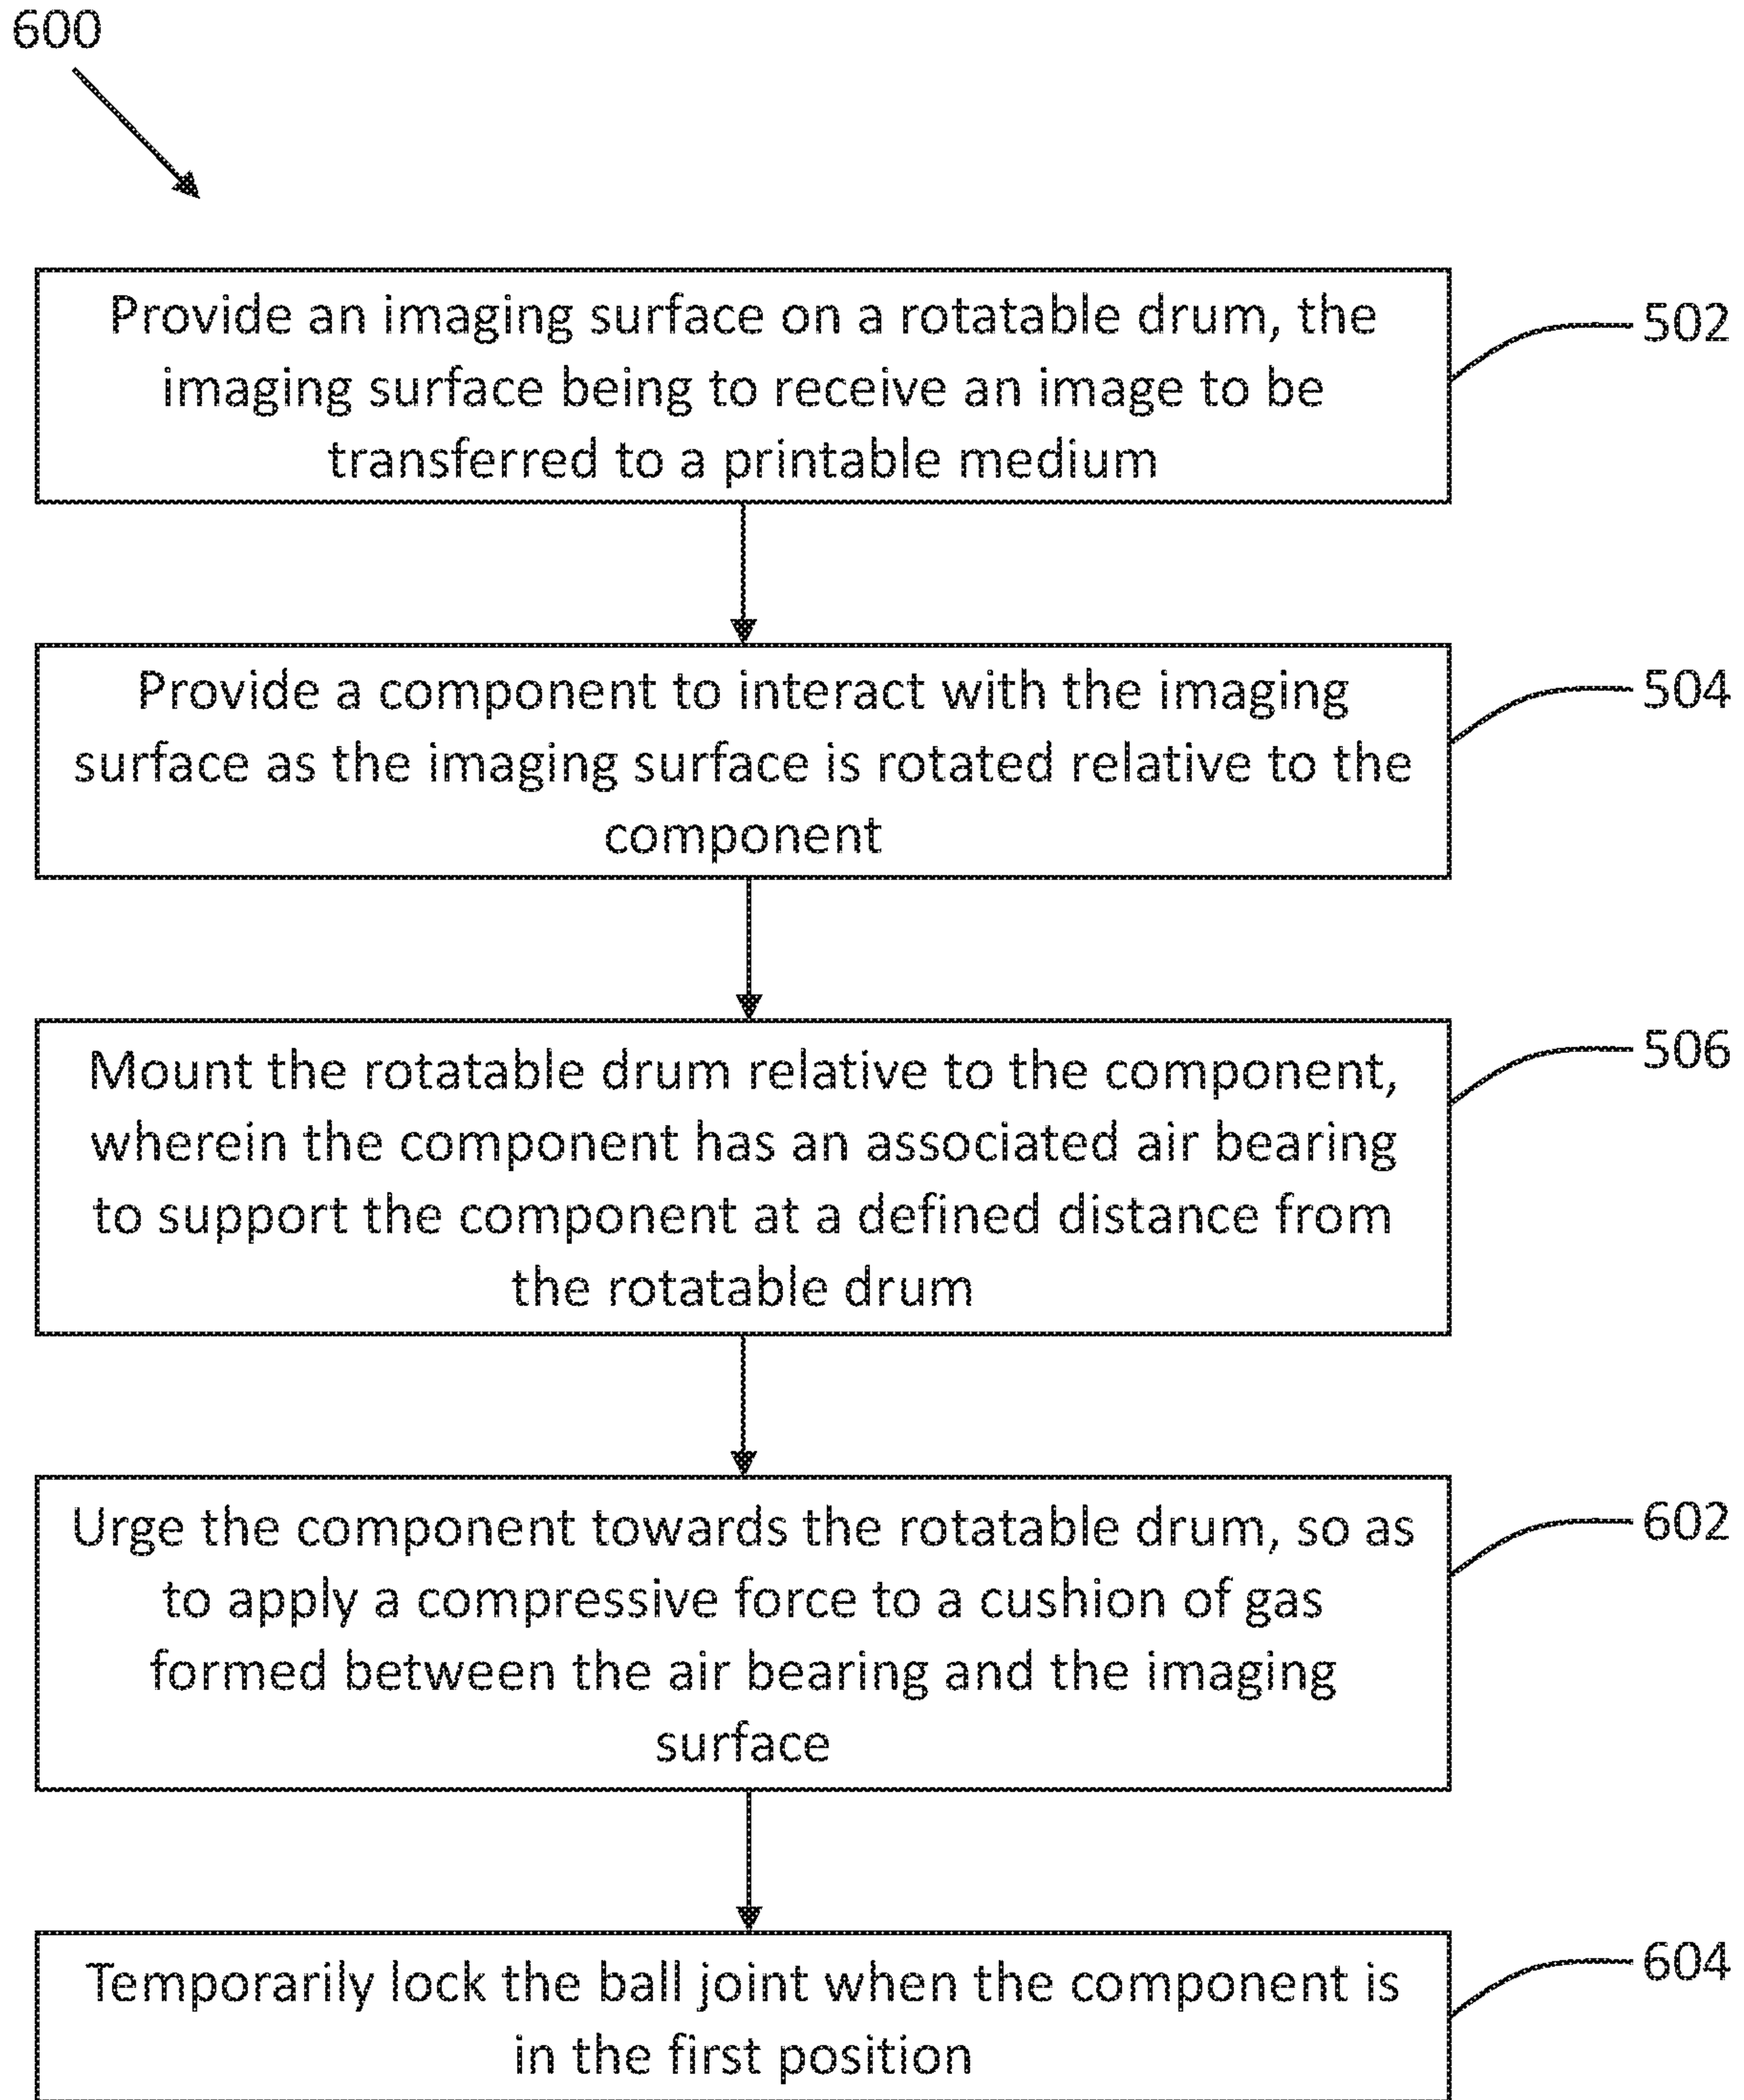 600
Provide an imaging surface on a rotatable drum, the
imaging surface being to receive an image to be
transferred to a printable medium
502
Provide a component to interact with the imaging
surface as the imaging surface is rotated relative to the
component
504
Mount the rotatable drum relative to the component,
wherein the component has an associated air bearing
to support the component at a defined distance from
the rotatable drum
506
Urge the component towards the rotatable drum, so as
to apply a compressive force to a cushion of gas
formed between the air bearing and the imaging
surface
602
Temporarily lock the ball joint when the component is
in the first position
604